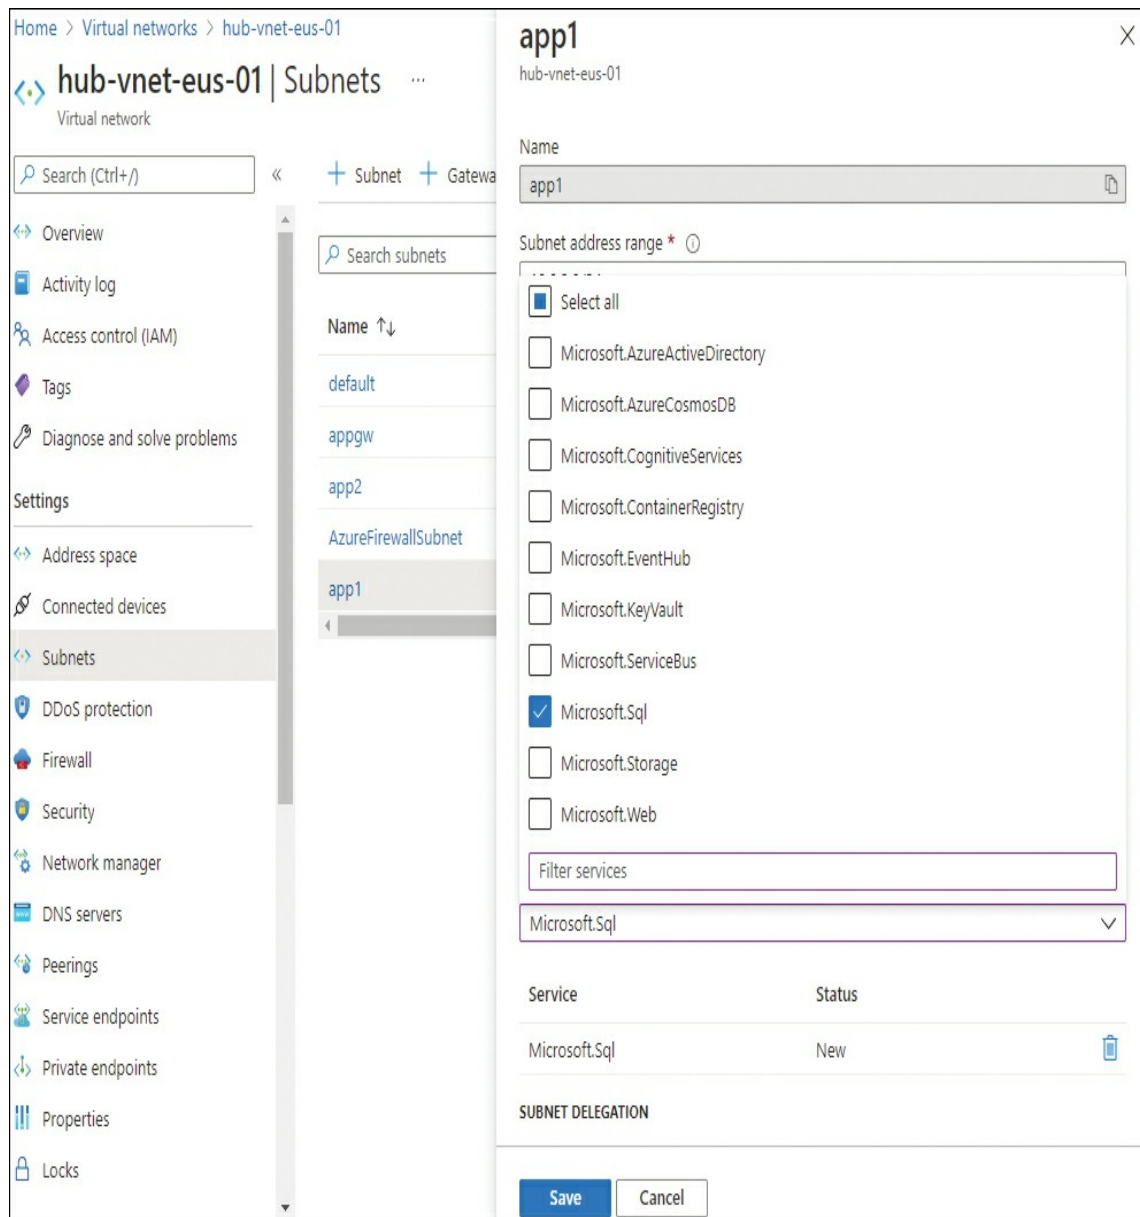 Home > Virtual networks > hub-vnet-eus-01
hub-vnet-eus-01 | Subnets ...
Virtual network
Search (Ctrl+/)
«
Overview
Activity log
Access control (IAM)
Tags
Diagnose and solve problems
Settings
Address space
Connected devices
Subnets
DDoS protection
Firewall
Security
Network manager
DNS servers
Peerings
Service endpoints
Private endpoints
Properties
Locks
+ Subnet + Gatewa
Search subnets
Name ↑↓
default
appgw
app2
AzureFirewallSubnet
app1
app1
hub-vnet-eus-01
Name
app1
Subnet address range *
Select all
Microsoft.AzureActiveDirectory
Microsoft.AzureCosmosDB
Microsoft.CognitiveServices
Microsoft.ContainerRegistry
Microsoft.EventHub
Microsoft.KeyVault
Microsoft.ServiceBus
Microsoft.Sql
Microsoft.Storage
Microsoft.Web
Filter services
Microsoft.Sql
Service Status
Microsoft.Sql New
SUBNET DELEGATION
Save Cancel